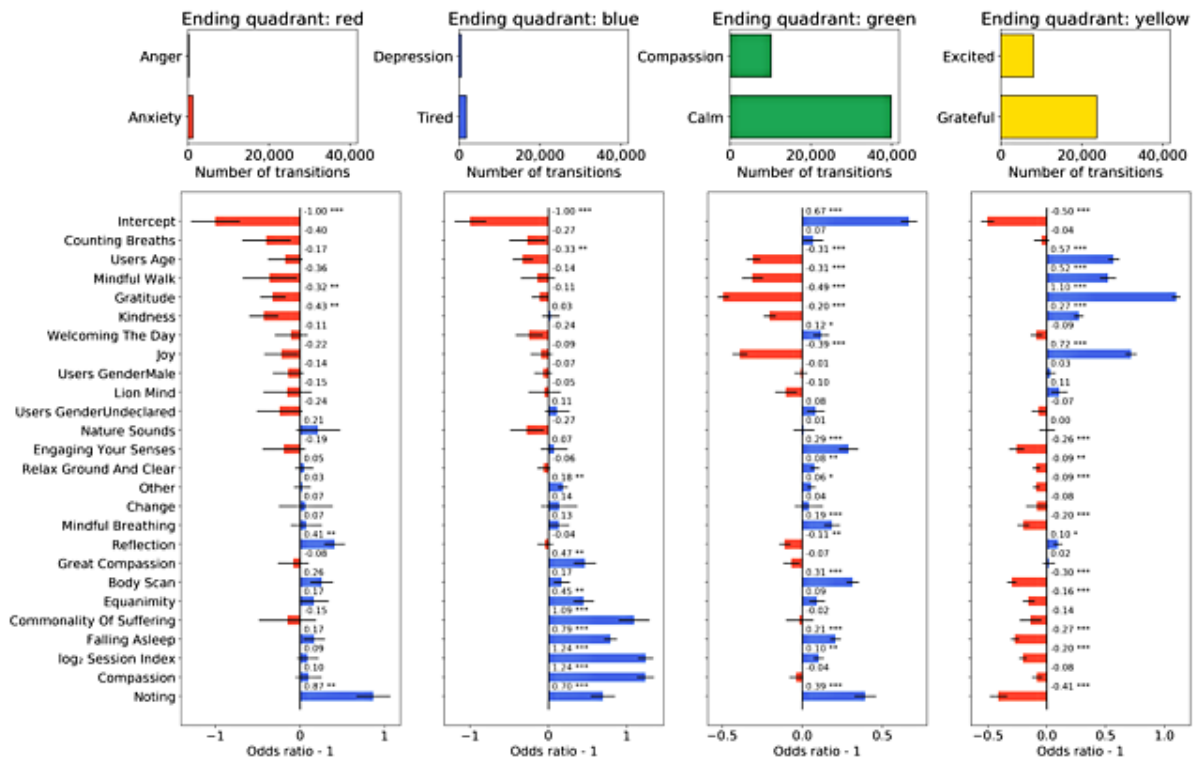 Ending quadrant: red Ending quadrant: blue Ending quadrant: green Ending quadrant: yellow
Anger Depression Compassion Excited
Anxiety Tired Calm Grateful
0 20,000 40,000 0 20,000 40,000 0 20,000 40,000 0 20,000 40,000
Number of transitions Number of transitions Number of transitions Number of transitions
Intercept -1.00 *** -1.00 *** 0.67 *** -0.50 ***
Counting Breaths -0.40 -0.27 0.07 -0.04
Users Age -0.17 -0.33 ** -0.31 *** 0.57 ***
Mindful Walk -0.36 -0.14 -0.31 *** 0.52 ***
Gratitude -0.32 ** -0.11 -0.49 *** 1.10 ***
Kindness -0.43 ** 0.03 -0.20 *** 0.27 ***
Welcoming The Day -0.11 -0.24 0.12 * -0.09
Joy -0.22 -0.09 -0.39 *** 0.72 ***
Users GenderMale -0.14 -0.07 -0.01 0.03
Lion Mind -0.15 -0.05 -0.10 0.11
Users GenderUndeclared -0.24 0.11 0.08 -0.07
Nature Sounds 0.21 -0.27 0.01 0.00
Engaging Your Senses -0.19 0.07 0.29 *** -0.26 ***
Relax Ground And Clear 0.05 -0.06 0.08 ** -0.09 **
Other 0.03 0.18 ** 0.06 * -0.09 ***
Change 0.07 0.14 0.04 -0.08
Mindful Breathing 0.07 0.13 0.19 *** -0.20 ***
Reflection 0.41 ** -0.04 -0.11 ** 0.10 *
Great Compassion -0.08 0.47 ** -0.07 0.02
Body Scan 0.26 0.17 0.31 *** -0.30 ***
Equanimity 0.17 0.45 ** 0.09 -0.16 ***
Commonality Of Suffering -0.15 1.09 *** -0.02 -0.14
Falling Asleep 0.17 0.79 *** 0.21 *** -0.27 ***
log₂ Session Index 0.09 1.24 *** 0.10 ** -0.20 ***
Compassion 0.10 1.24 *** -0.04 -0.08
Noting 0.87 ** 0.70 *** 0.39 *** -0.41 ***
−1 0 1 −1 0 1 −0.5 0.0 0.5 −0.5 0.0 0.5 1.0
Odds ratio - 1 Odds ratio - 1 Odds ratio - 1 Odds ratio - 1